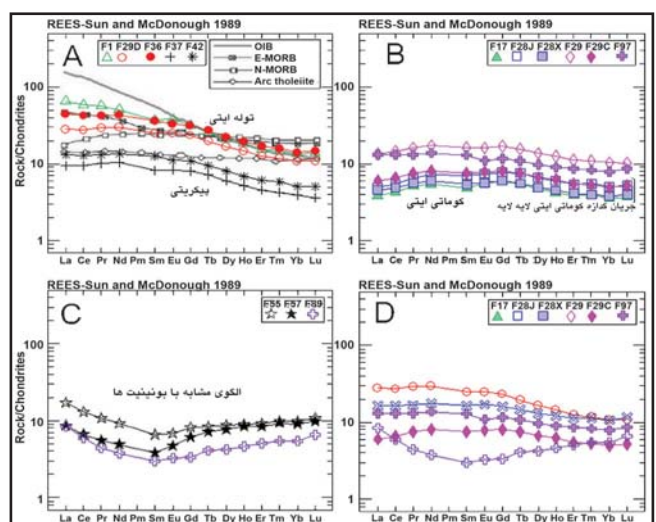 REES-Sun and McDonough 1989
A
F1 F29D F36 F37 F42
OIB
E-MORB
N-MORB
Arc tholeiite
توله ایتی
پیکریتی
Rock/Chondrites
100
10
1
La Ce Pr Nd Pm Sm Eu Gd Tb Dy Ho Er Tm Yb Lu
REES-Sun and McDonough 1989
B
F17 F28J F28X F29 F29C F97
کوماتی ایتی
جریان گدازه کوماتی ایتی لایه لایه
100
10
1
La Ce Pr Nd Pm Sm Eu Gd Tb Dy Ho Er Tm Yb Lu
REES-Sun and McDonough 1989
C
F55 F57 F89
الگوی مشابه با بونینیت ها
Rock/Chondrites
100
10
1
La Ce Pr Nd Pm Sm Eu Gd Tb Dy Ho Er Tm Yb Lu
REES-Sun and McDonough 1989
D
F17 F28J F28X F29 F29C F97
100
10
1
La Ce Pr Nd Pm Sm Eu Gd Tb Dy Ho Er Tm Yb Lu